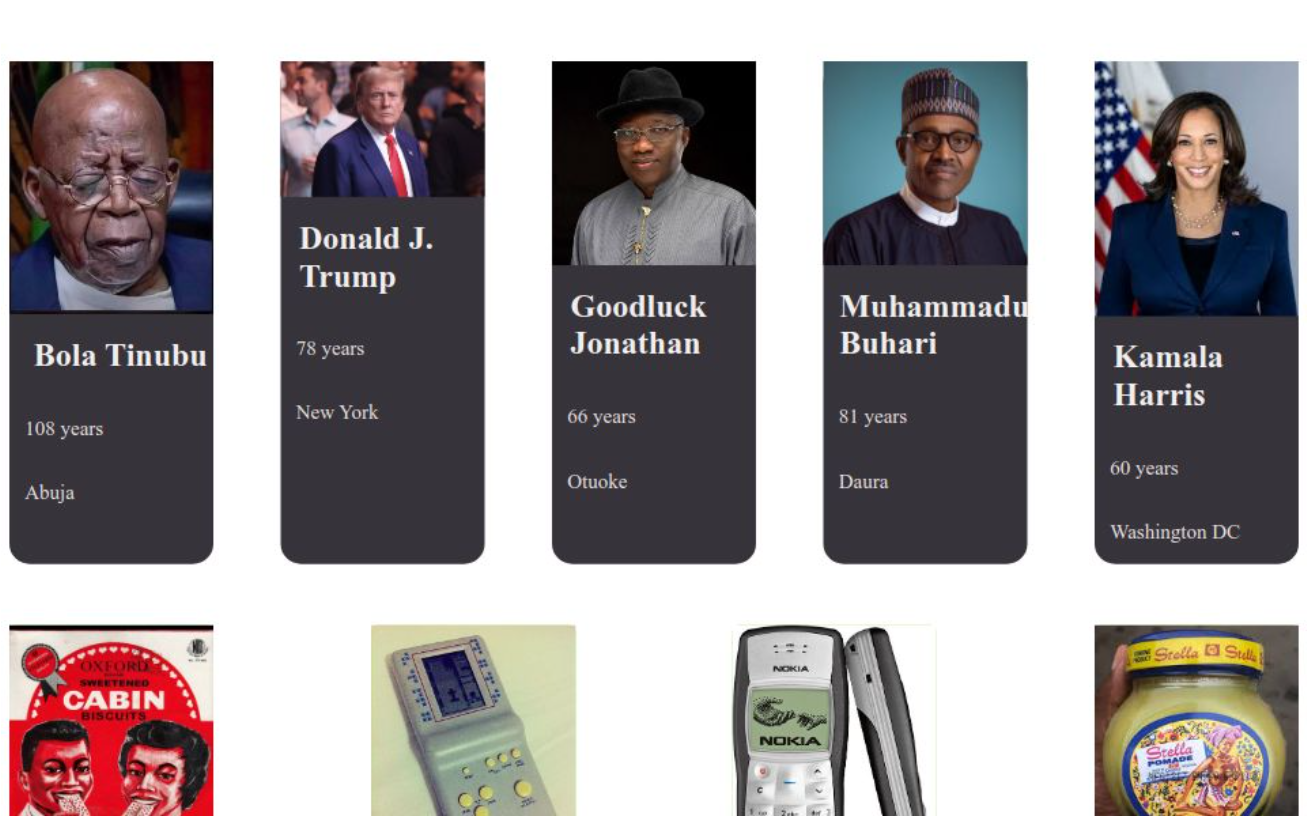 Bola Tinubu
108 years
Abuja
Donald J.
Trump
78 years
New York
Goodluck
Jonathan
66 years
Otuoke
Muhammadu
Buhari
81 years
Daura
Kamala
Harris
60 years
Washington DC
OXFORD
SWEETENED
CABIN
BISCUITS
NOKIA
NOKIA
Stella
Stella
Stella
POMADE